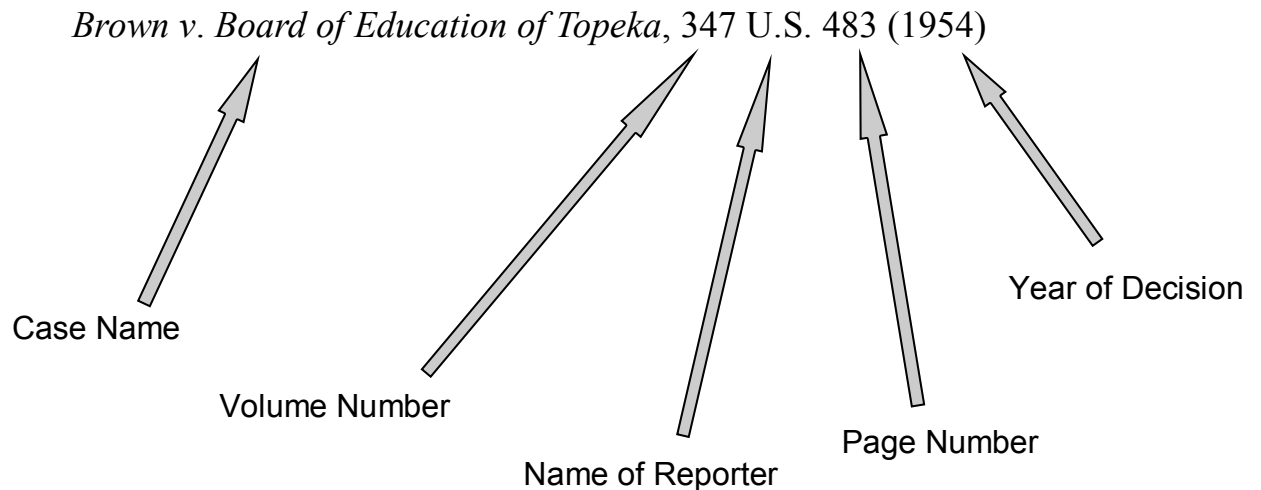 Brown v. Board of Education of Topeka, 347 U.S. 483 (1954)
Case Name
Volume Number
Name of Reporter
Page Number
Year of Decision